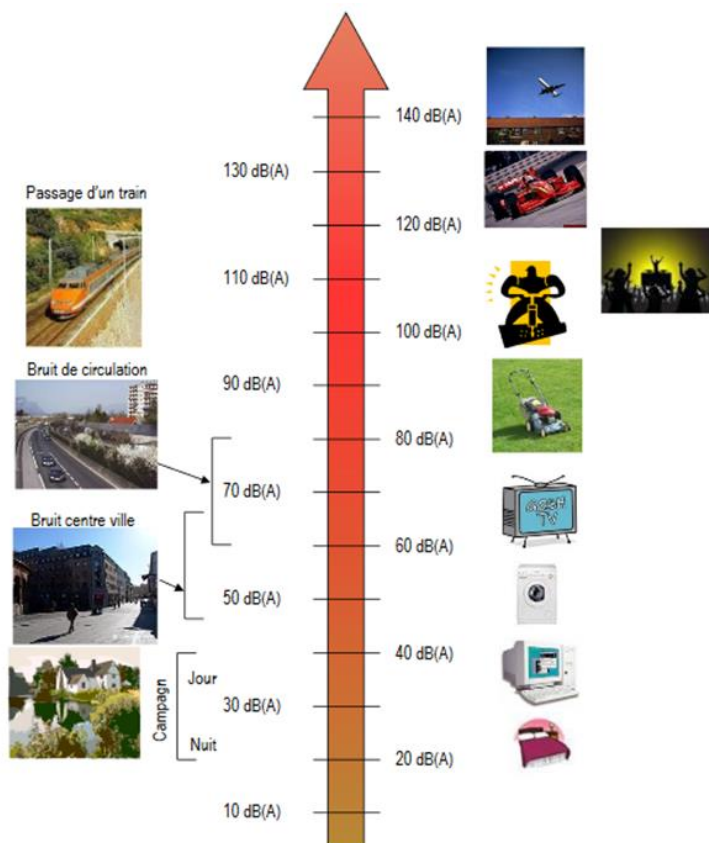 140 dB(A)
130 dB(A)
Passage d'un train
120 dB(A)
110 dB(A)
100 dB(A)
Bruit de circulation
90 dB(A)
80 dB(A)
70 dB(A)
GOSH
TV
Bruit centre ville
60 dB(A)
50 dB(A)
40 dB(A)
Campagn
Jour
30 dB(A)
Nuit
20 dB(A)
10 dB(A)